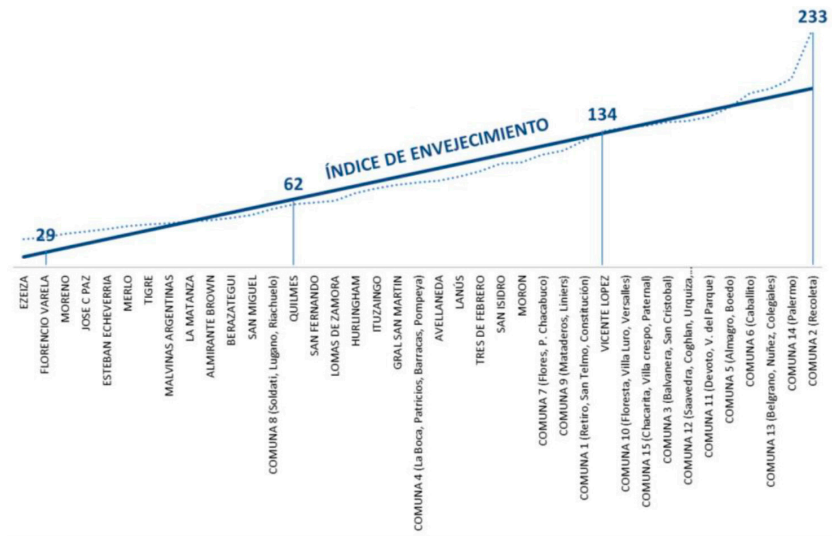 233
134
ÍNDICE DE ENVEJECIMIENTO
62
29
EZEIZA
FLORENCIO VARELA
MORENO
JOSE C PAZ
ESTEBAN ECHEVERRIA
MERLO
TIGRE
MALVINAS ARGENTINAS
LA MATANZA
ALMIRANTE BROWN
BERAZATEGUI
SAN MIGUEL
COMUNA 8 (Soldati, Lugano, Riachuelo)
QUILMES
SAN FERNANDO
LOMAS DE ZAMORA
HURLINGHAM
ITUZAINGO
GRAL SAN MARTIN
COMUNA 4 (La Boca, Patricios, Barracas, Pompeya)
AVELLANEDA
LANÚS
TRES DE FEBRERO
SAN ISIDRO
MORON
COMUNA 7 (Flores, P. Chacabuco)
COMUNA 9 (Mataderos, Liniers)
COMUNA 1 (Retiro, San Telmo, Constitución)
VICENTE LOPEZ
COMUNA 10 (Floresta, Villa Luro, Versalles)
COMUNA 15 (Chacarita, Villa crespo, Paternal)
COMUNA 3 (Balvanera, San Cristobal)
COMUNA 12 (Saavedra, Coghlan, Urquiza,...
COMUNA 11 (Devoto, V. del Parque)
COMUNA 5 (Almagro, Boedo)
COMUNA 6 (Caballito)
COMUNA 13 (Belgrano, Nuñez, Colegiales)
COMUNA 14 (Palermo)
COMUNA 2 (Recoleta)